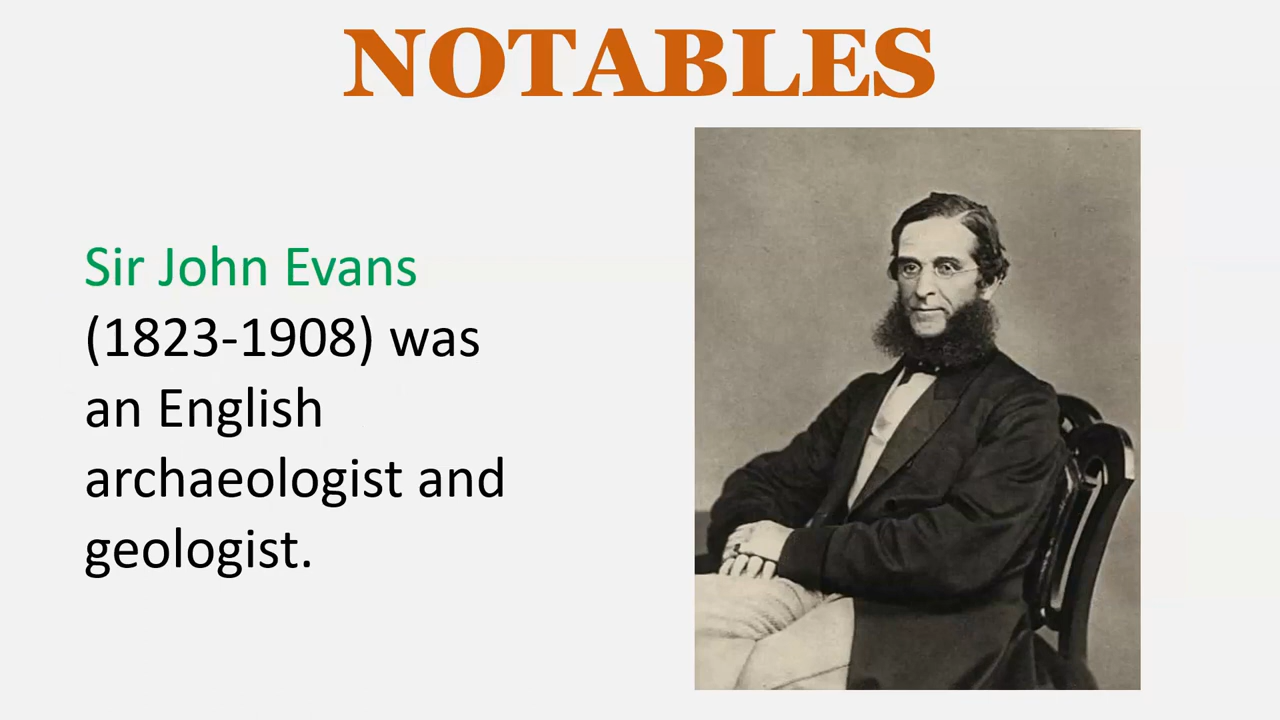 NOTABLES
Sir John Evans
(1823-1908) was
an English
archaeologist and
geologist.